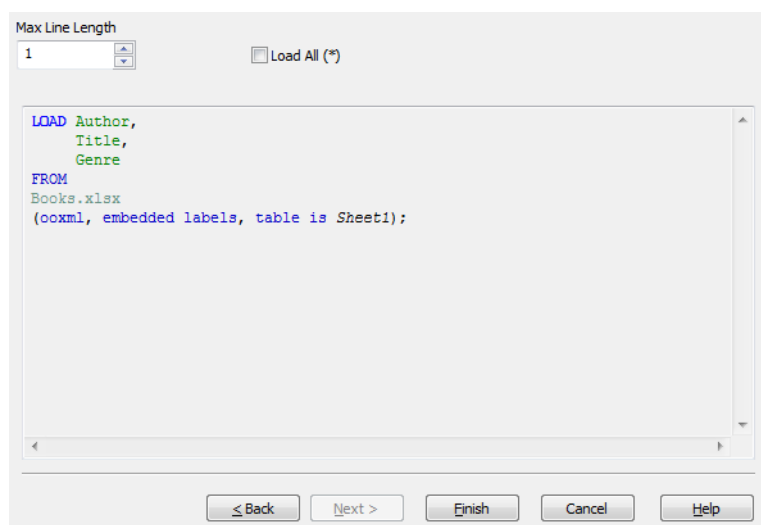 Max Line Length
1
Load All (*)
LOAD Author,
Title,
Genre
FROM
Books.xlsx
(ooxml, embedded labels, table is Sheet1);
< Back Next > Finish Cancel Help